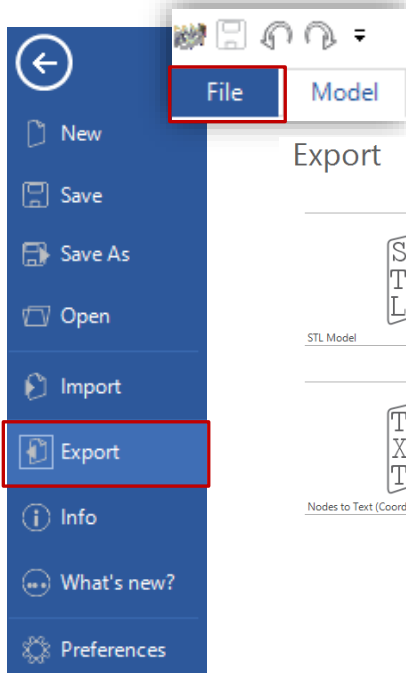 File Model
New
Save
Save As
Open
Import
Export
Info
What's new?
Preferences
Export
S
T
L
STL Model
T
X
T
Nodes to Text (Coord